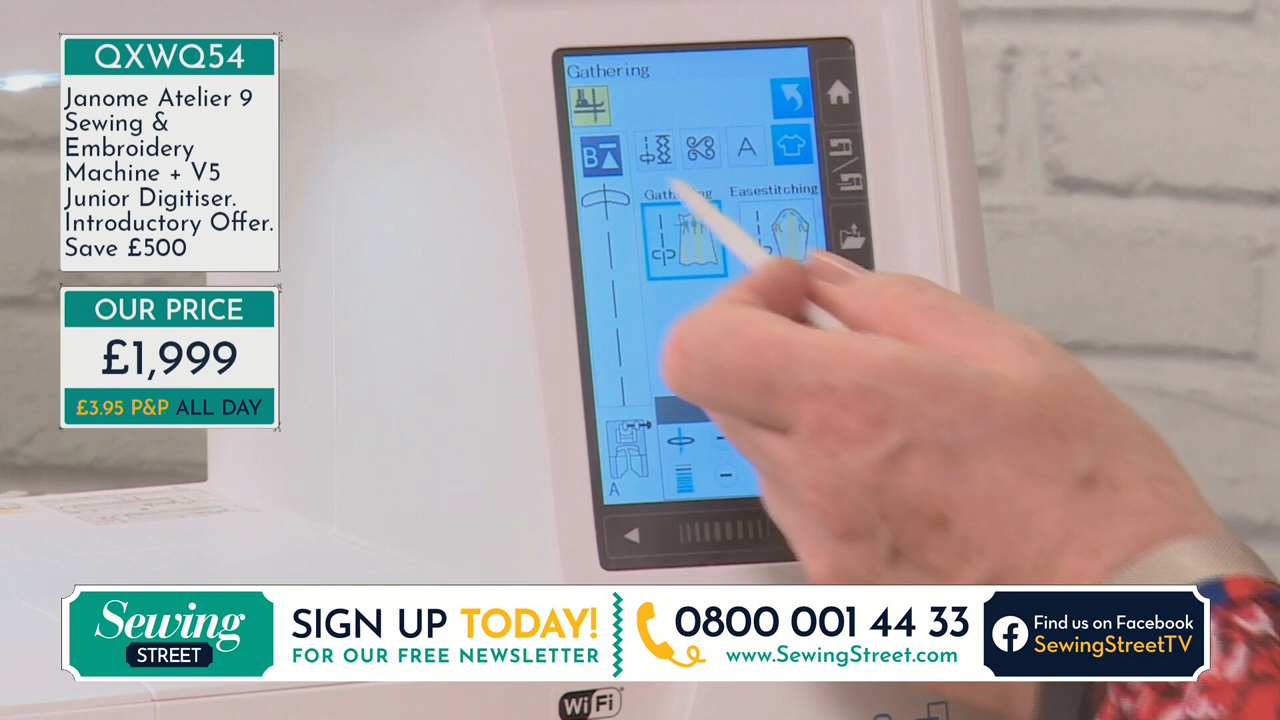 QXWQ54
Janome Atelier 9
Sewing &
Embroidery
Machine + V5
Junior Digitiser.
Introductory Offer.
Save £500
OUR PRICE
£1,999
£3.95 P&P ALL DAY
Gathering
B
A
Gathering
Easestitching
A
Sewing
STREET
SIGN UP TODAY!
FOR OUR FREE NEWSLETTER
0800 001 44 33
www.SewingStreet.com
Find us on Facebook
SewingStreetTV
WiFi